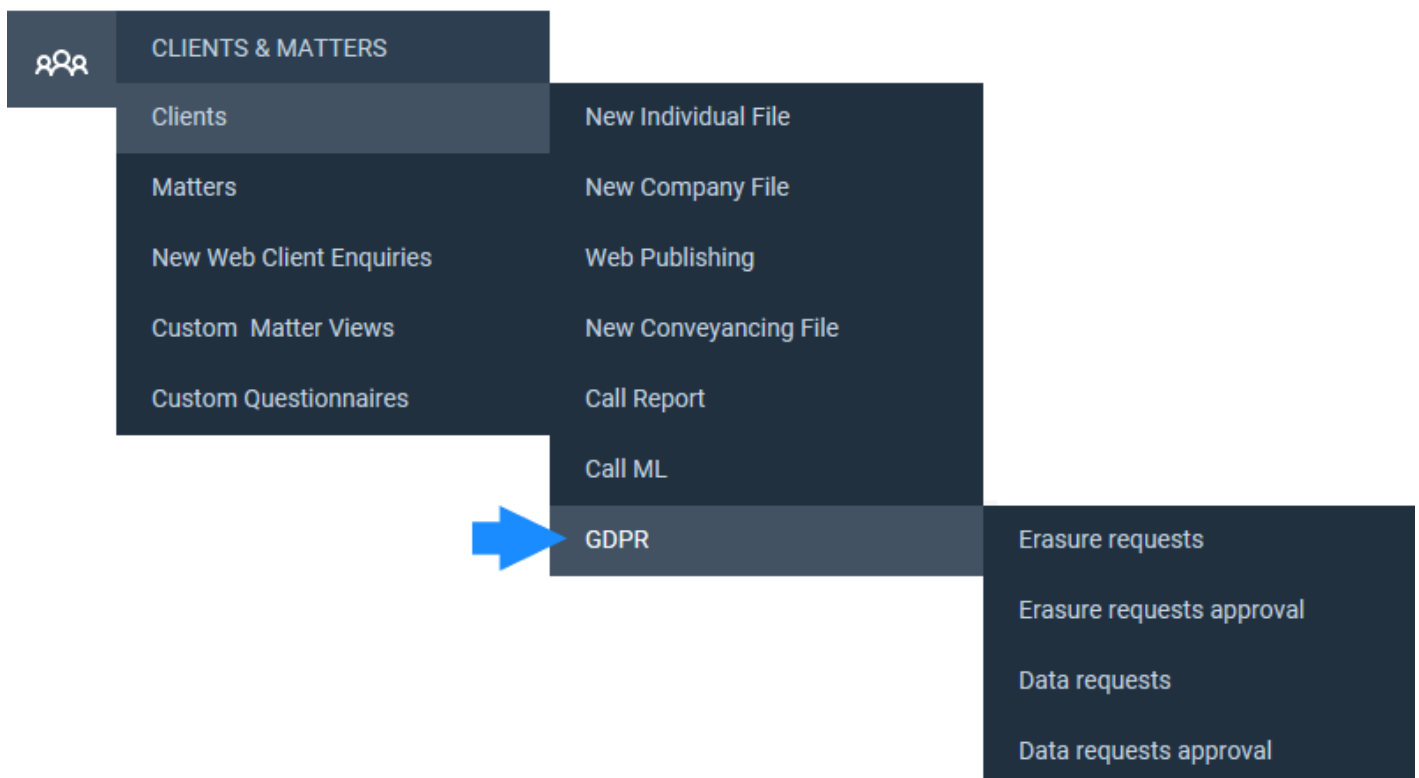 CLIENTS & MATTERS
Clients
Matters
New Web Client Enquiries
Custom  Matter Views
Custom Questionnaires
New Individual File
New Company File
Web Publishing
New Conveyancing File
Call Report
Call ML
GDPR
Erasure requests
Erasure requests approval
Data requests
Data requests approval